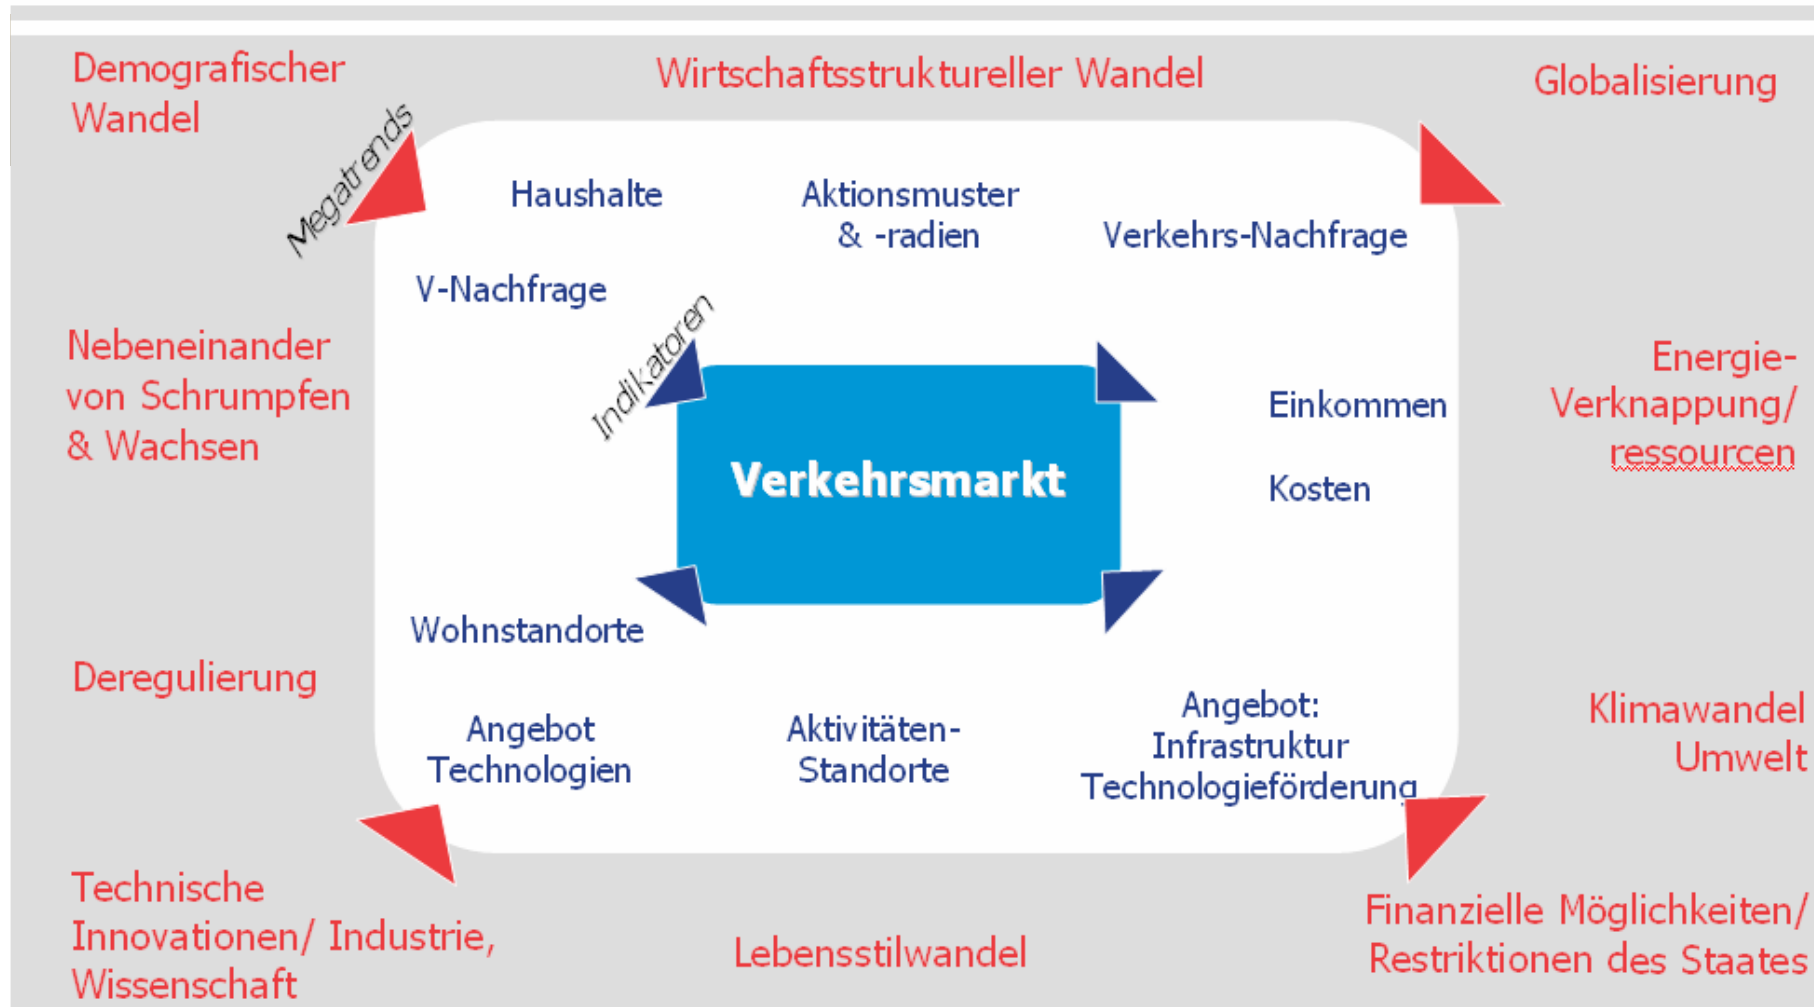 Demografischer
Wandel
Wirtschaftsstruktureller Wandel
Globalisierung
Megatrends
Haushalte
Aktionsmuster
& -radien
Verkehrs-Nachfrage
V-Nachfrage
Indikatoren
Nebeneinander
von Schrumpfen
& Wachsen
Energie-
Verknappung/
ressourcen
Einkommen
Kosten
Verkehrsmarkt
Wohnstandorte
Deregulierung
Angebot
Technologien
Aktivitäten-
Standorte
Angebot:
Infrastruktur
Technologieförderung
Klimawandel
Umwelt
Technische
Innovationen/ Industrie,
Wissenschaft
Lebensstilwandel
Finanzielle Möglichkeiten/
Restriktionen des Staates